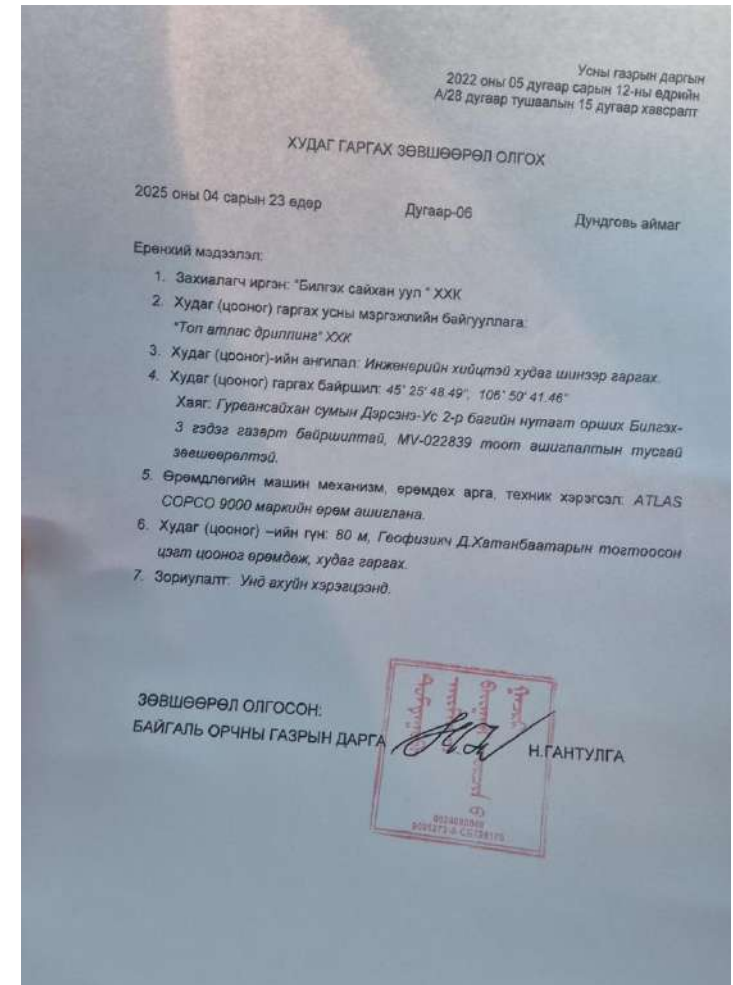 Усны газрын даргын
2022 оны 05 дугаар сарын 12-ны өдрийн
А/28 дугаар тушаалын 15 дугаар хавсралт
ХУДАГ ГАРГАХ ЗӨВШӨӨРӨЛ ОЛГОХ
2025 оны 04 сарын 23 өдөр Дугаар-06 Дундговь аймаг
Ерөнхий мэдээлэл:
1. Захиалагч иргэн: "Билгэх сайхан уул " ХХК
2. Худаг (цооног) гаргах усны мэргэжлийн байгууллага:
"Топ атлас дриллинг" ХХК
3. Худаг (цооног)-ийн ангилал: Инженерийн хийцтэй худаг шинээр гаргах.
4. Худаг (цооног) гаргах байршил: 45° 25' 48.49", 106° 50' 41.46"
Хаяг: Гурвансайхан сумын Дэрсэнэ-Ус 2-р багийн нутагт орших Билгэх-
3 гэдэг газарт байршилтай, MV-022839 тоот ашиглалтын тусгай
зөвшөөрөлтэй.
5. Өрөмдлөгийн машин механизм, өрөмдөх арга, техник хэрэгсэл: ATLAS
COPCO 9000 маркийн өрөм ашиглана.
6. Худаг (цооног) –ийн гүн: 80 м, Геофизикч Д.Хатанбаатарын тогтоосон
цэгт цооног өрөмдөж, худаг гаргах.
7. Зориулалт: Унд ахуйн хэрэгцээнд.
ЗӨВШӨӨРӨЛ ОЛГОСОН:
БАЙГАЛЬ ОРЧНЫ ГАЗРЫН ДАРГА Н.ГАНТУЛГА